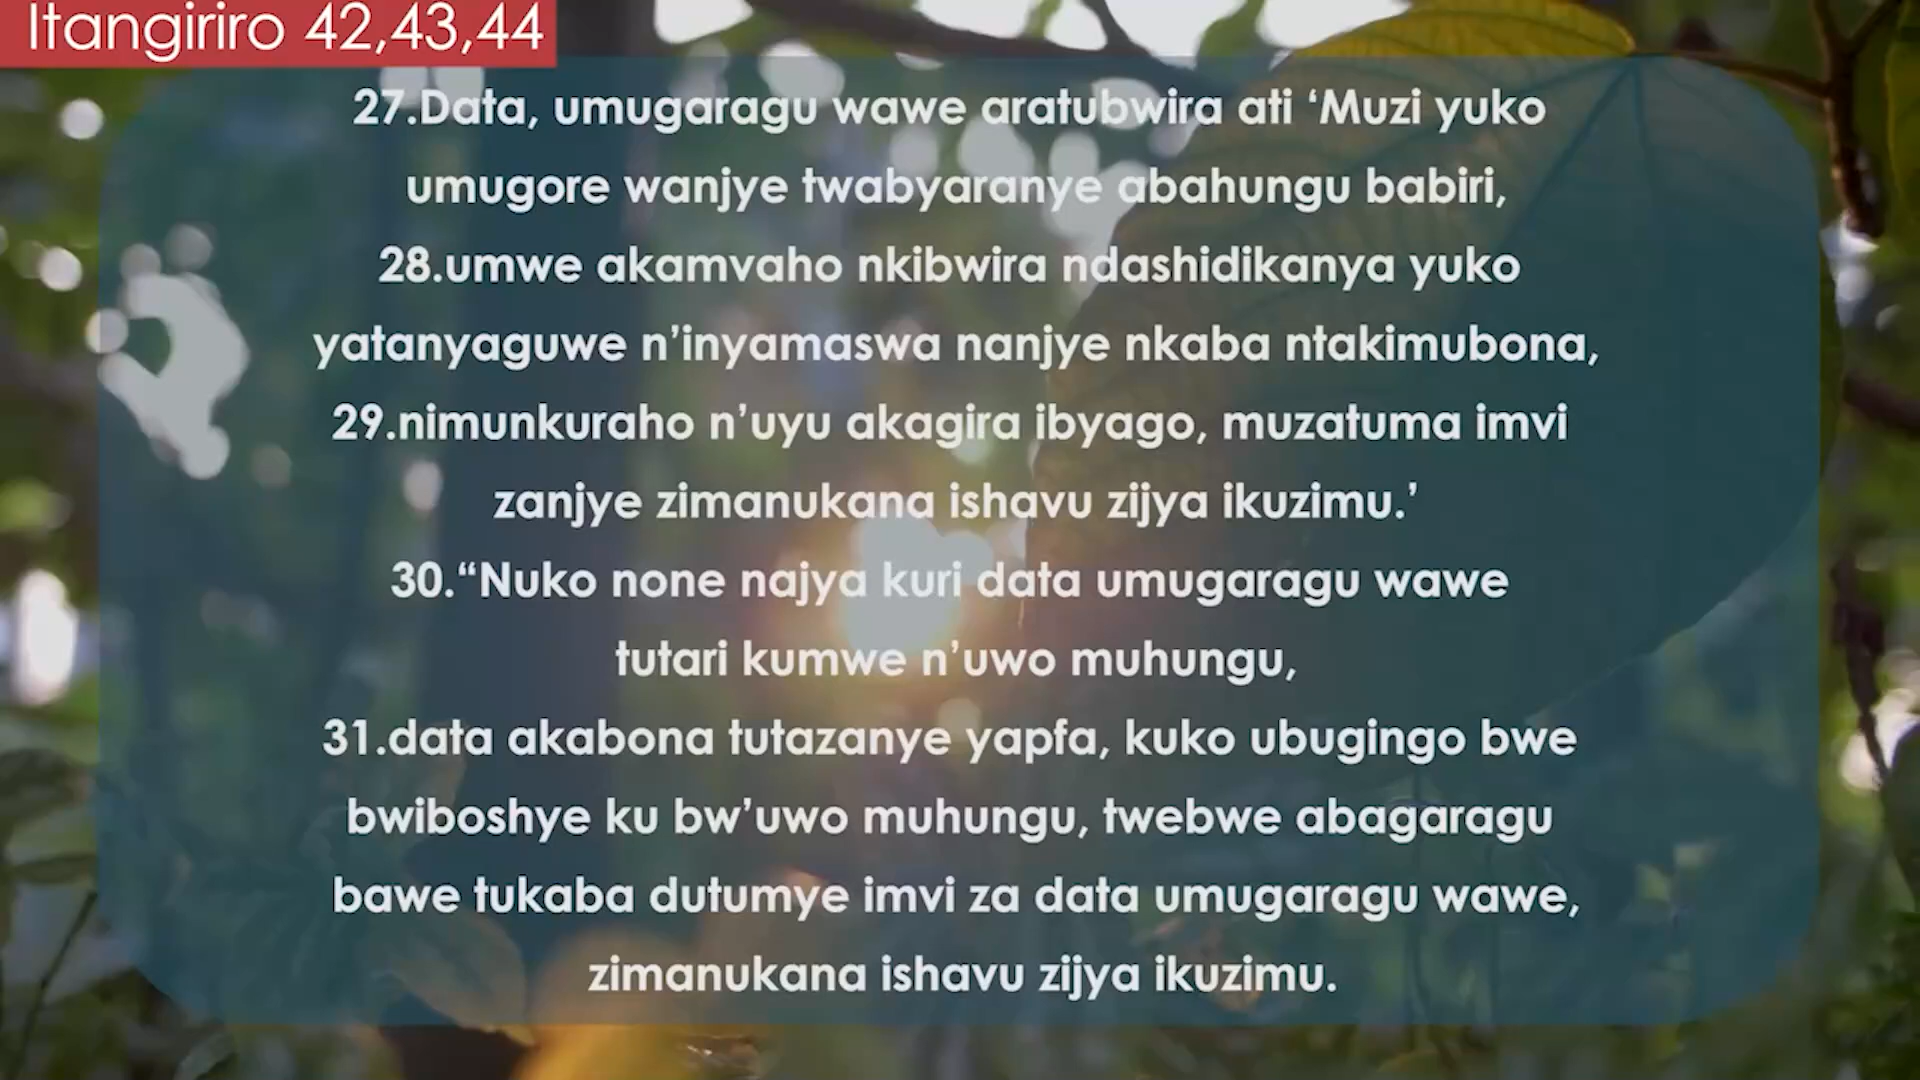 Itangiriro 42,43,44
27.Data, umugaragu wawe aratubwira ati ‘Muzi yuko
umugore wanjye twabyaranye abahungu babiri,
28.umwe akamvaho nkibwira ndashidikanya yuko
yatanyaguwe n’inyamaswa nanjye nkaba ntakimubona,
29.nimunkuraho n’uyu akagira ibyago, muzatuma imvi
zanjye zimanukana ishavu zijya ikuzimu.’
30.“Nuko none najya kuri data umugaragu wawe
tutari kumwe n’uwo muhungu,
31.data akabona tutazanye yapfa, kuko ubugingo bwe
bwiboshye ku bw’uwo muhungu, twebwe abagaragu
bawe tukaba dutumye imvi za data umugaragu wawe,
zimanukana ishavu zijya ikuzimu.